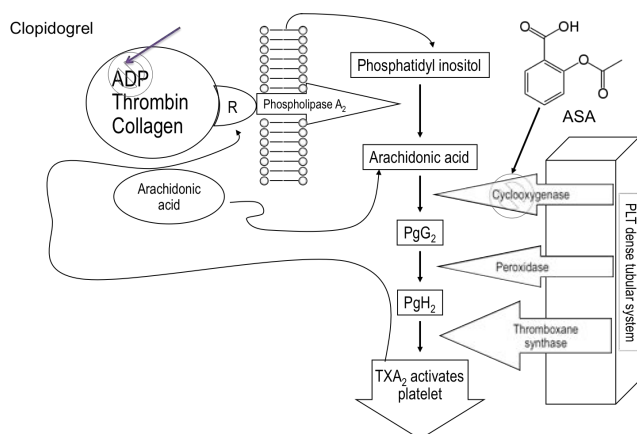 Clopidogrel
ADP
Thrombin
Collagen
R
Phospholipase A₂
Phosphatidyl inositol
OH
O
O
O
ASA
Arachidonic acid
Arachidonic
acid
Cyclooxygenase
PgG₂
Peroxidase
PgH₂
Thromboxane
synthase
TXA₂ activates
platelet
PLT dense tubular system